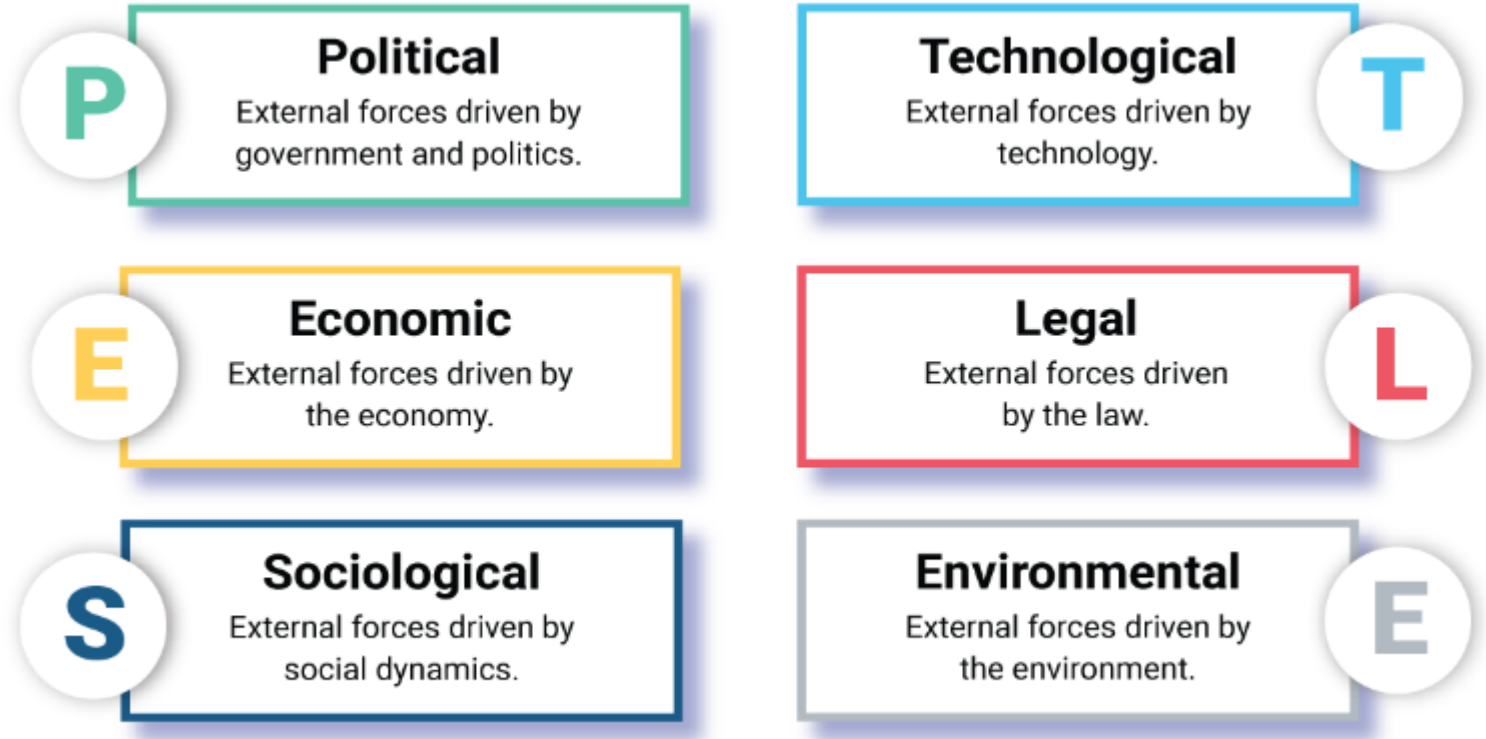 P
Political
External forces driven by
government and politics.
E
Economic
External forces driven by
the economy.
S
Sociological
External forces driven by
social dynamics.
Technological
External forces driven by
technology.
T
Legal
External forces driven
by the law.
L
Environmental
External forces driven by
the environment.
E